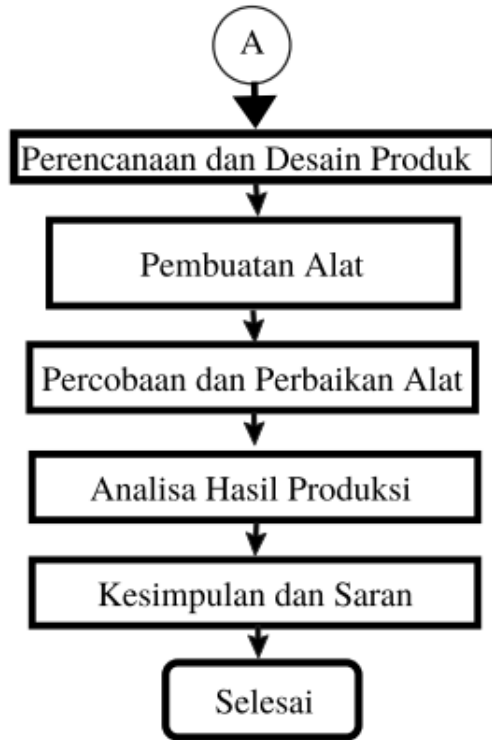 A
Perencanaan dan Desain Produk
Pembuatan Alat
Percobaan dan Perbaikan Alat
Analisa Hasil Produksi
Kesimpulan dan Saran
Selesai